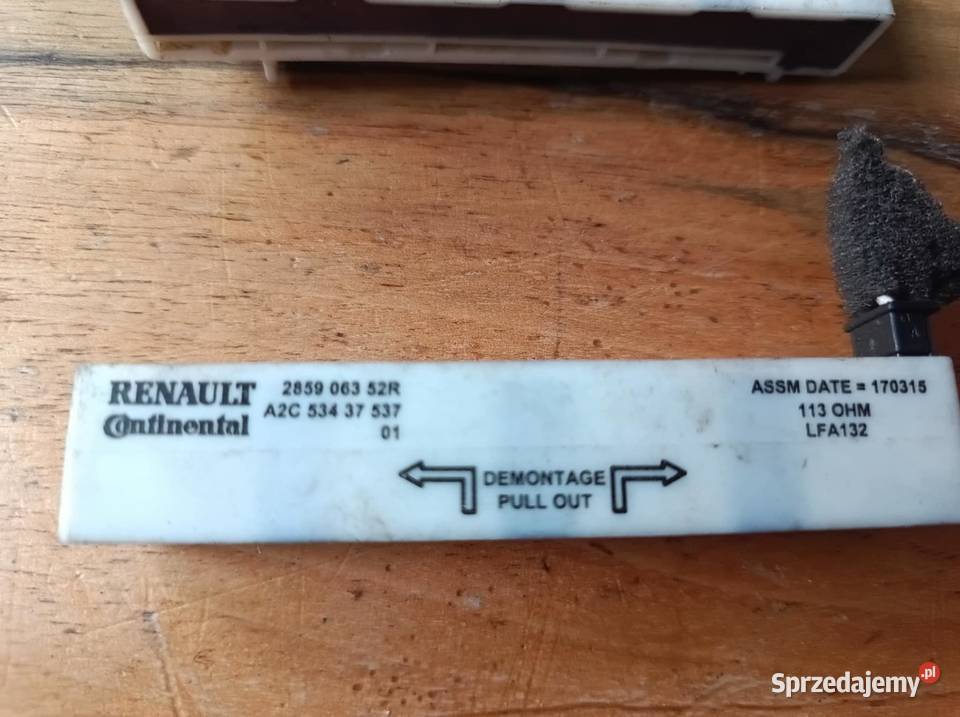 RENAULT
Continental
2859 063 52R
A2C 534 37 537
01
ASSM DATE = 170315
113 OHM
LFA132
DEMONTAGE
PULL OUT
Sprzedajemy.pl